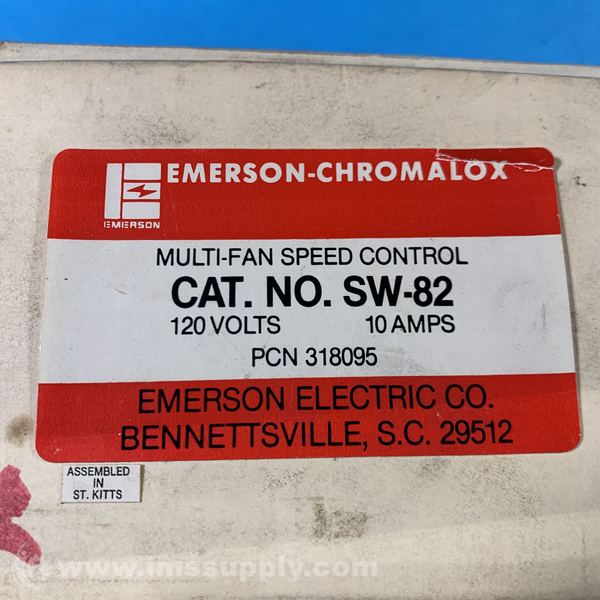 EMERSON-CHROMALOX
EMERSON
MULTI-FAN SPEED CONTROL
CAT. NO. SW-82
120 VOLTS 10 AMPS
PCN 318095
EMERSON ELECTRIC CO.
BENNETTSVILLE, S.C. 29512
ASSEMBLED
IN
ST. KITTS
www.imssupply.com